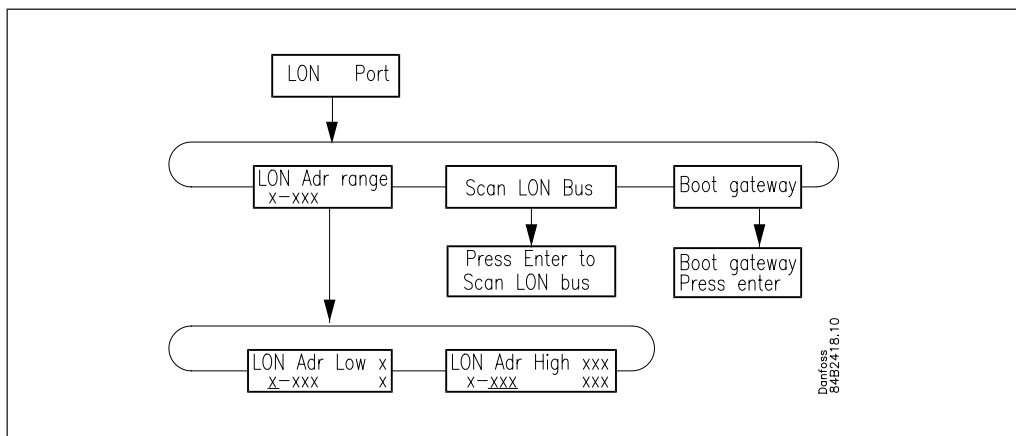 LON Port
LON Adr range
x-xxx
Scan LON Bus
Boot gateway
Press Enter to
Scan LON bus
Boot gateway
Press enter
LON Adr Low x
x-xxx x
LON Adr High xxx
x-xxx xxx
Danfoss
84B2418.10